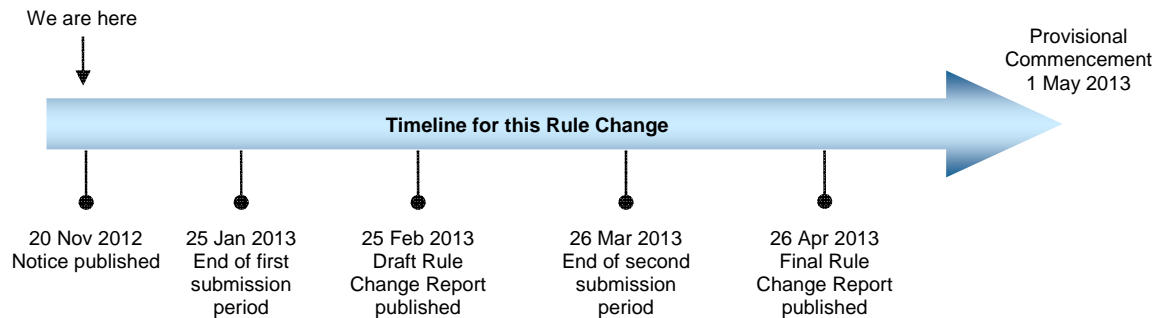 We are here
Provisional
Commencement
1 May 2013
Timeline for this Rule Change
20 Nov 2012
Notice published
25 Jan 2013
End of first
submission
period
25 Feb 2013
Draft Rule
Change Report
published
26 Mar 2013
End of second
submission
period
26 Apr 2013
Final Rule
Change Report
published